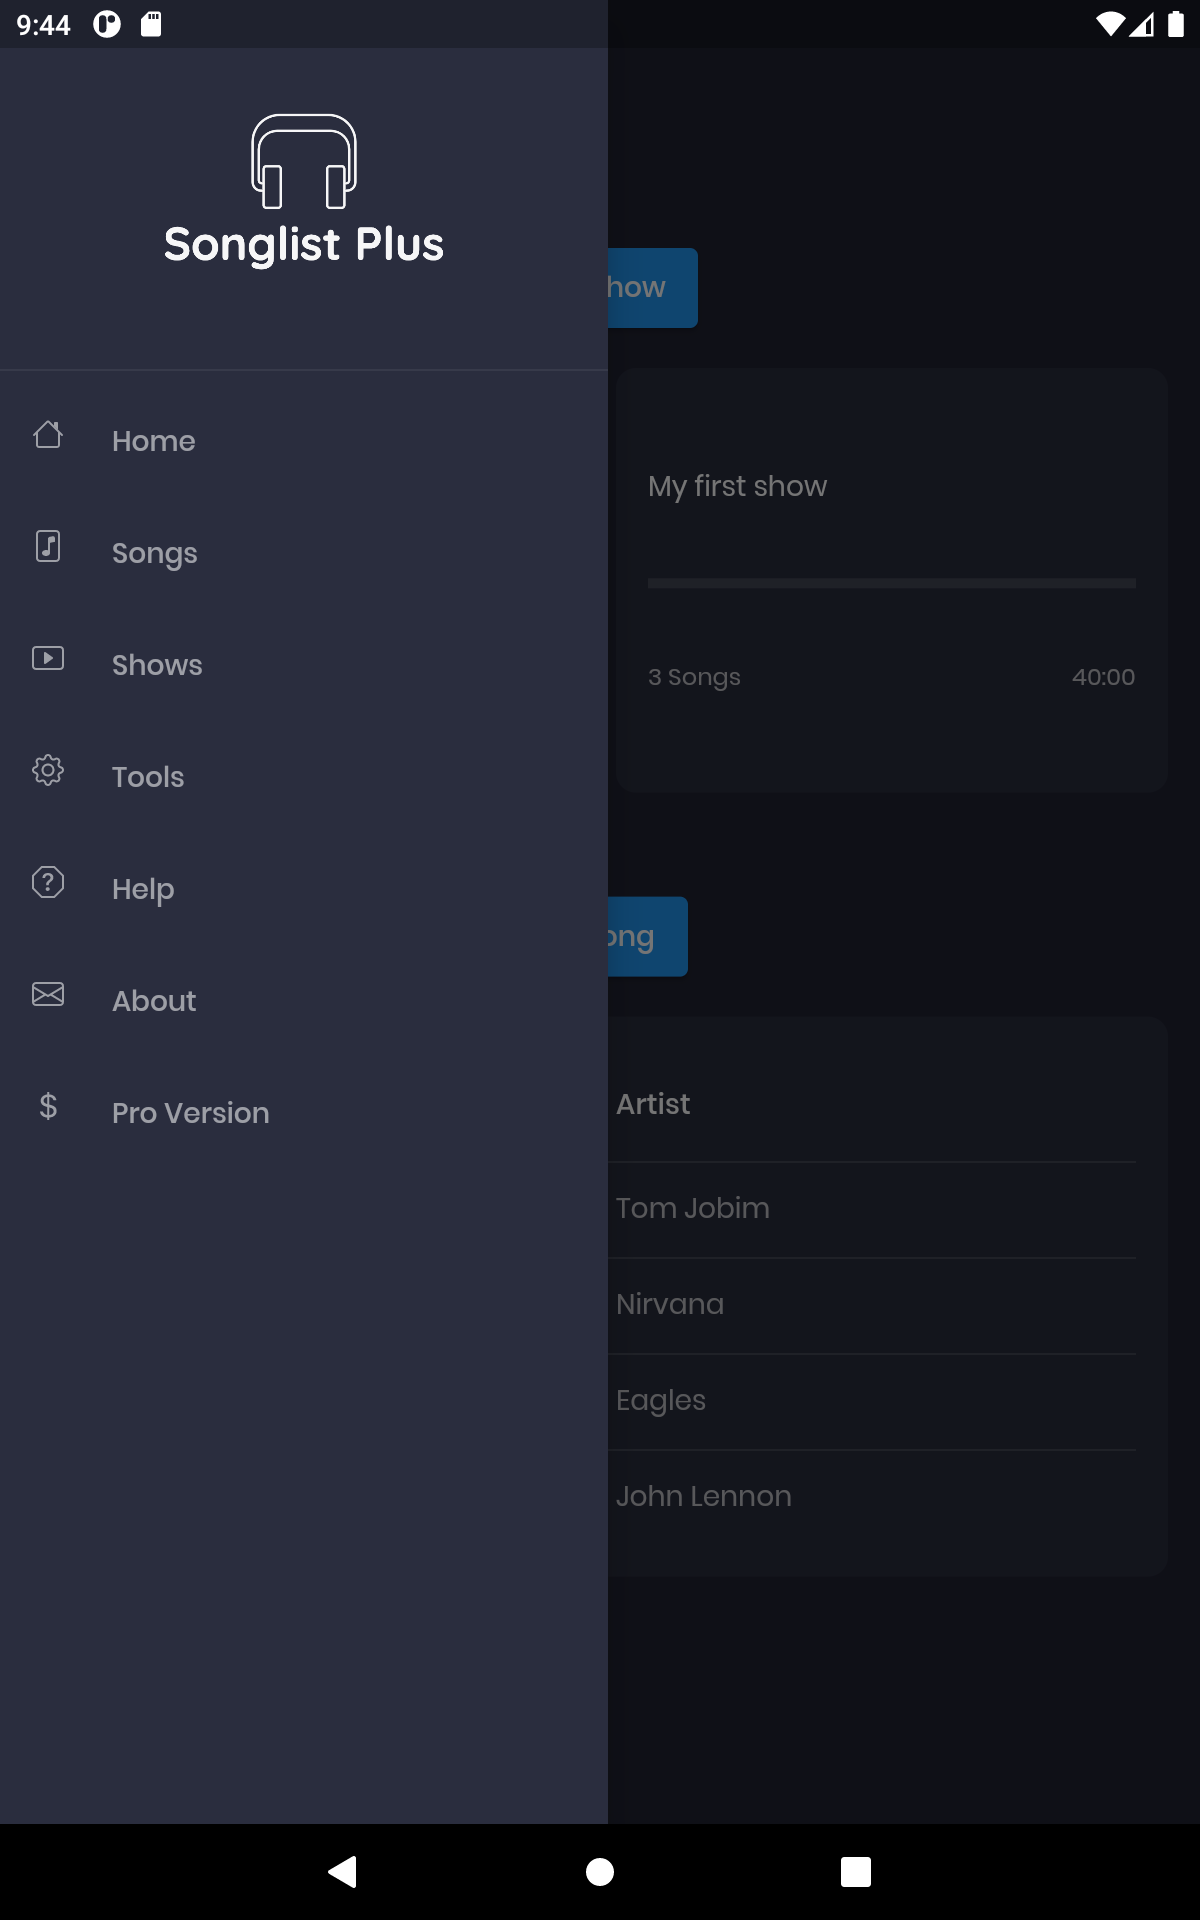 9:44
Songlist Plus
Home
Songs
Shows
Tools
Help
About
$ Pro Version
how
My first show
3 Songs 40:00
ong
Artist
Tom Jobim
Nirvana
Eagles
John Lennon